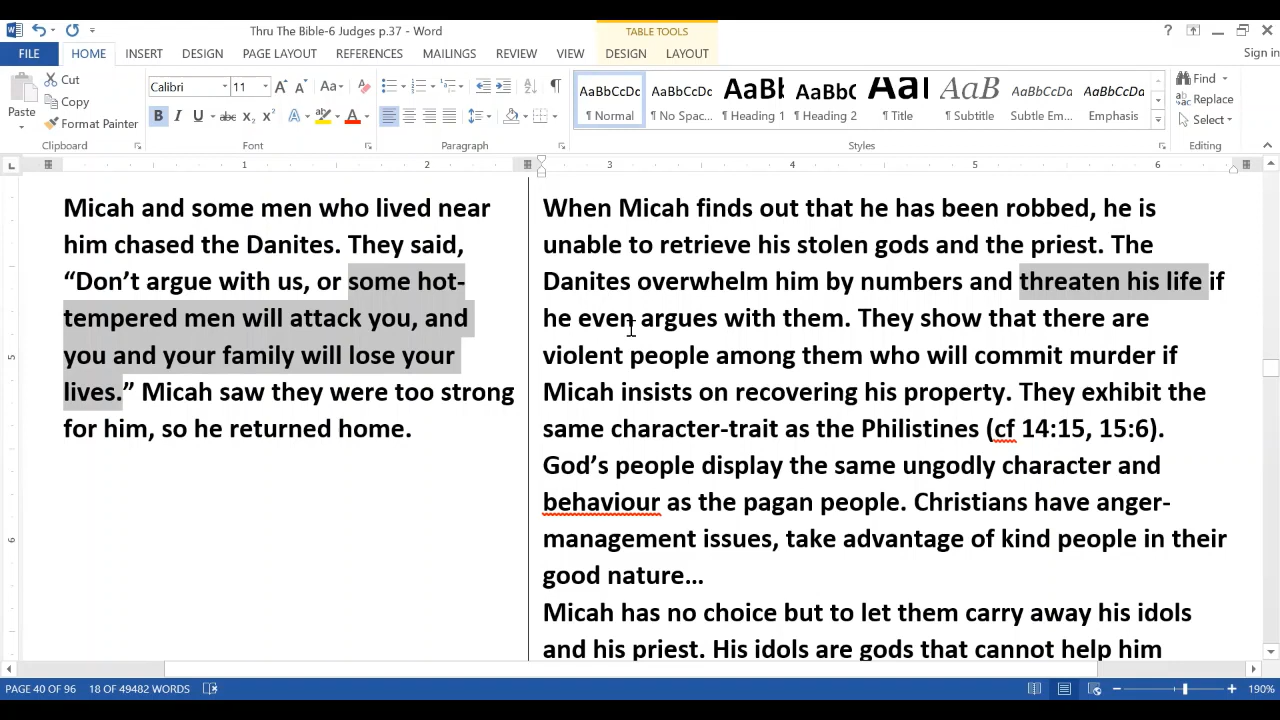 Thru The Bible-6 Judges p.37 - Word
TABLE TOOLS
Sign in
FILE HOME INSERT DESIGN PAGE LAYOUT REFERENCES MAILINGS REVIEW VIEW DESIGN LAYOUT
Paste
Cut
Copy
Format Painter
Clipboard
Calibri 11
Font
Paragraph
AaBbCcDc AaBbCcDc AaBb AaBbC AaB AaBbCcDa AaBbCcDa
¶ Normal ¶ No Spac... ¶ Heading 1 ¶ Heading 2 ¶ Title ¶ Subtitle Subtle Em... Emphasis
Styles
Find
Replace
Select
Editing
1 2 3 4 5 6
5
6
Micah and some men who lived near
him chased the Danites. They said,
“Don’t argue with us, or some hot-
tempered men will attack you, and
you and your family will lose your
lives.” Micah saw they were too strong
for him, so he returned home.
When Micah finds out that he has been robbed, he is
unable to retrieve his stolen gods and the priest. The
Danites overwhelm him by numbers and threaten his life if
he even argues with them. They show that there are
violent people among them who will commit murder if
Micah insists on recovering his property. They exhibit the
same character-trait as the Philistines (cf 14:15, 15:6).
God’s people display the same ungodly character and
behaviour as the pagan people. Christians have anger-
management issues, take advantage of kind people in their
good nature…
Micah has no choice but to let them carry away his idols
and his priest. His idols are gods that cannot help him
PAGE 40 OF 96 18 OF 49482 WORDS 190%